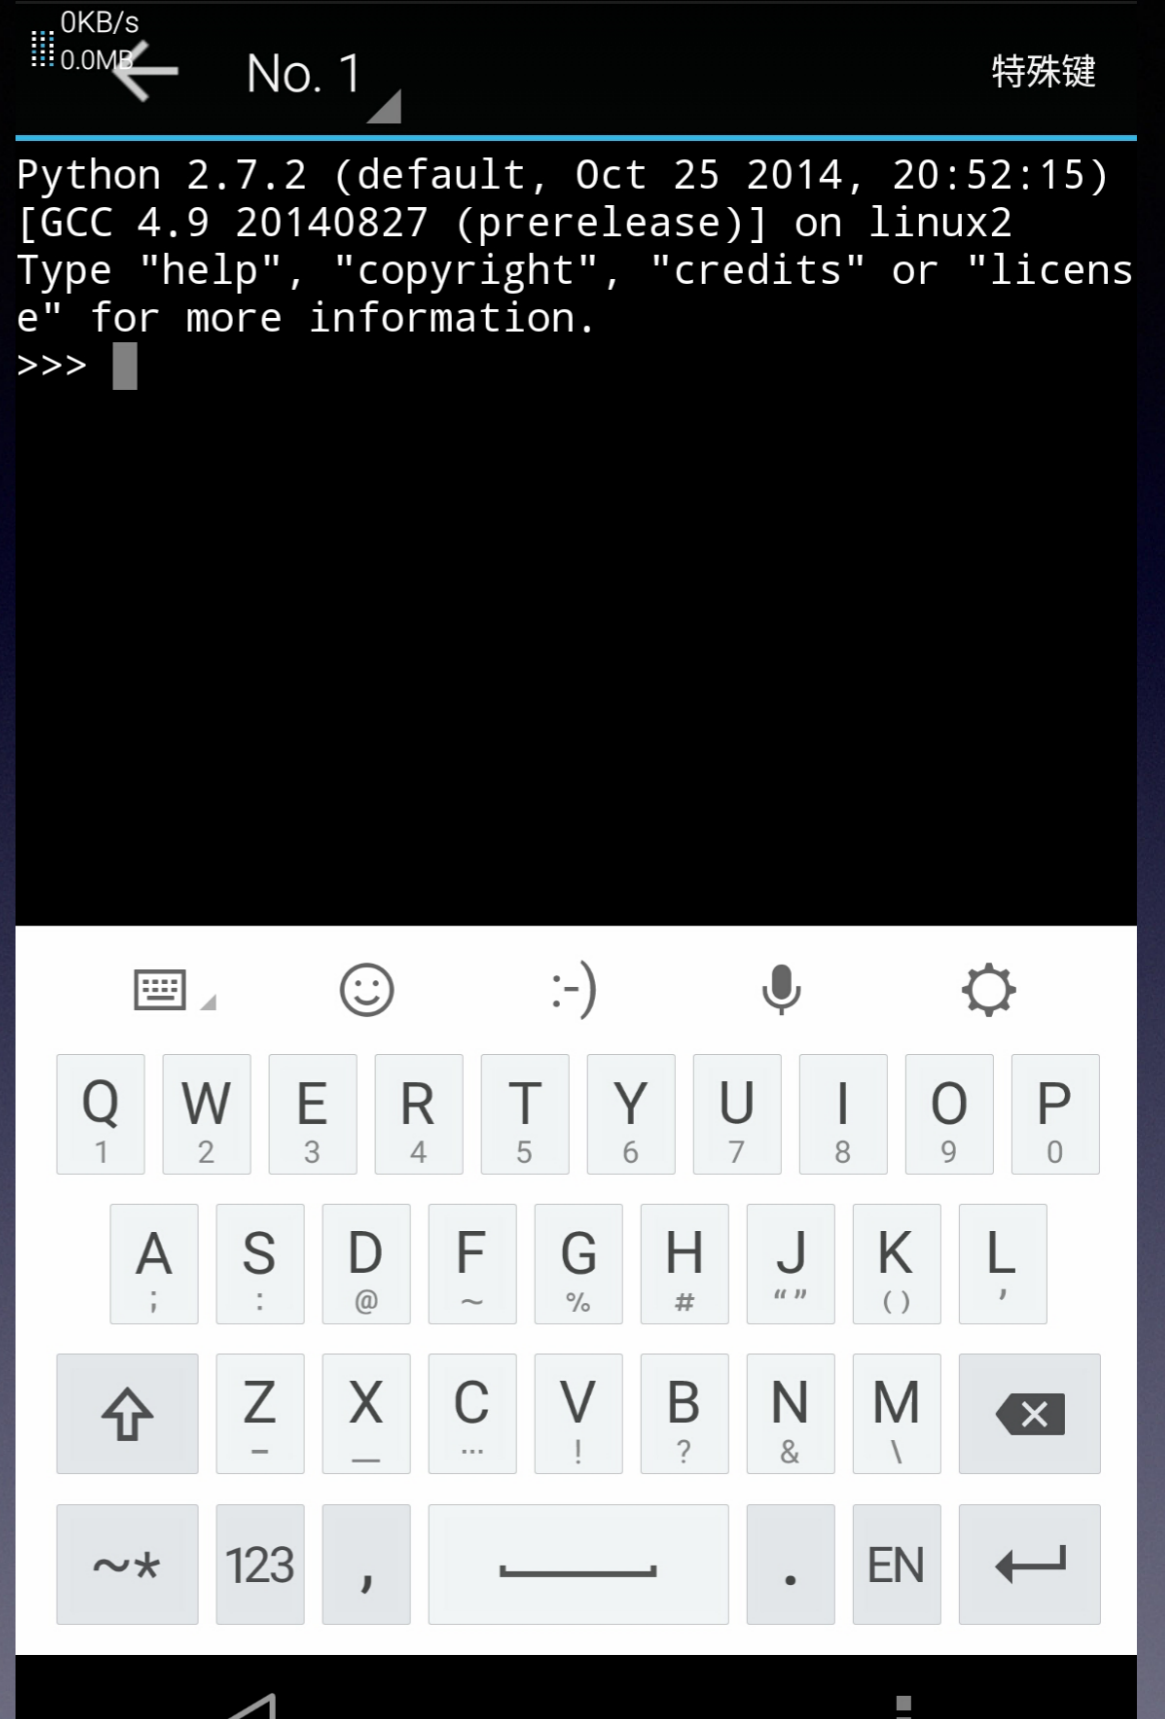 0KB/s
0.0MB
No. 1
特殊键
Python 2.7.2 (default, Oct 25 2014, 20:52:15)
[GCC 4.9 20140827 (prerelease)] on linux2
Type "help", "copyright", "credits" or "licens
e" for more information.
>>>
:-)
Q W E R T Y U I O P
1 2 3 4 5 6 7 8 9 0
A S D F G H J K L
; : @ ~ % # “ ” ( ) ’
Z X C V B N M
– — … ! ? & \
~* 123 , . EN